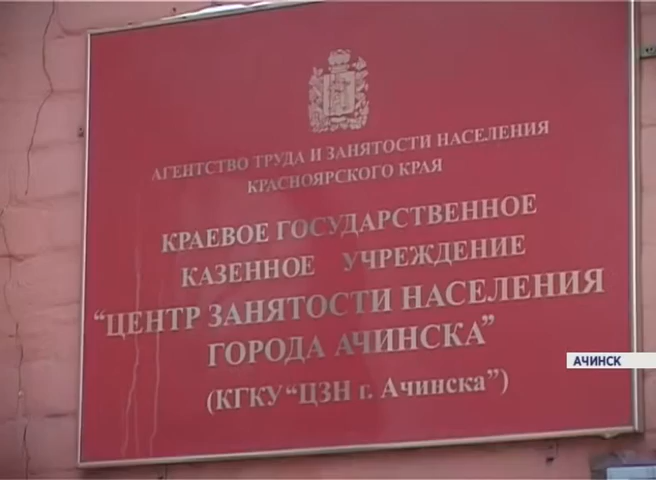 АГЕНТСТВО ТРУДА И ЗАНЯТОСТИ НАСЕЛЕНИЯ
КРАСНОЯРСКОГО КРАЯ
КРАЕВОЕ ГОСУДАРСТВЕННОЕ
КАЗЕННОЕ УЧРЕЖДЕНИЕ
“ЦЕНТР ЗАНЯТОСТИ НАСЕЛЕНИЯ
ГОРОДА АЧИНСКА”
(КГКУ “ЦЗН г. Ачинска”)
АЧИНСК